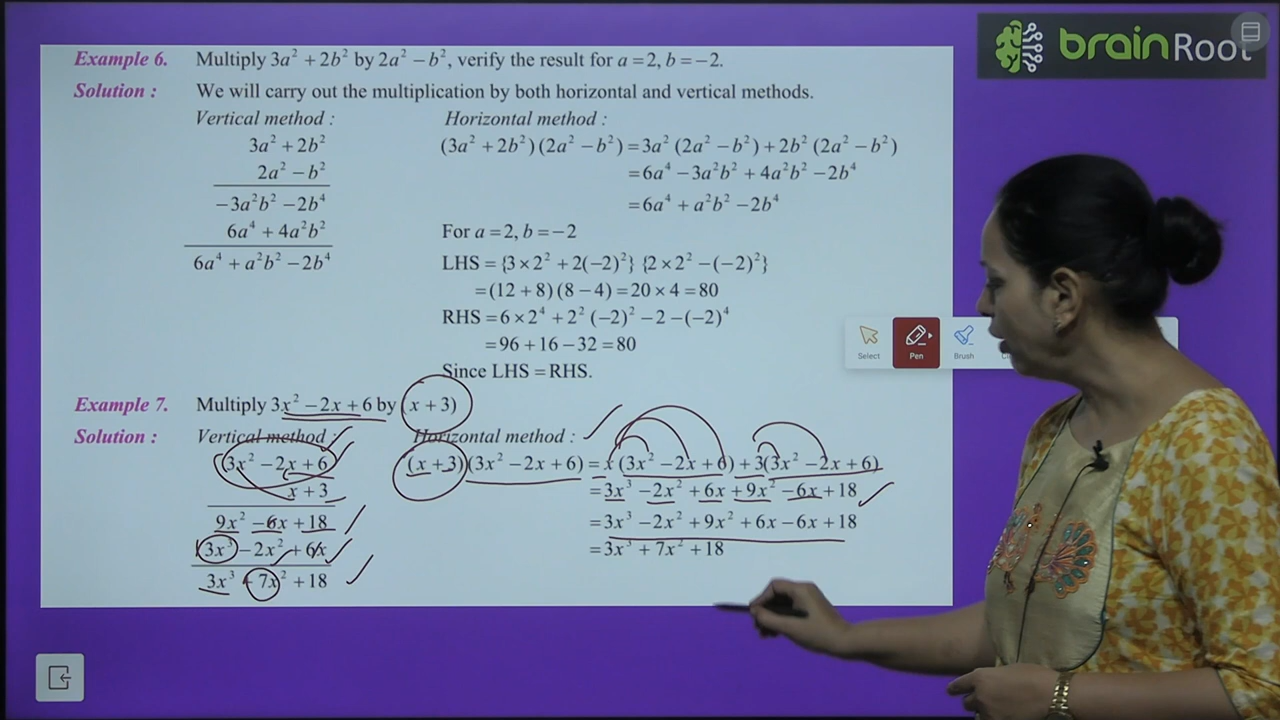 brainRoot
Example 6. Multiply 3a² + 2b² by 2a² − b², verify the result for a = 2, b = −2.
Solution : We will carry out the multiplication by both horizontal and vertical methods.
Vertical method :
3a² + 2b²
2a² − b²
−3a²b² − 2b⁴
6a⁴ + 4a²b²
6a⁴ + a²b² − 2b⁴
Horizontal method :
(3a² + 2b²) (2a² − b²) = 3a² (2a² − b²) + 2b² (2a² − b²)
= 6a⁴ − 3a²b² + 4a²b² − 2b⁴
= 6a⁴ + a²b² − 2b⁴
For a = 2, b = −2
LHS = {3 × 2² + 2(−2)²} {2 × 2² − (−2)²}
= (12 + 8) (8 − 4) = 20 × 4 = 80
RHS = 6 × 2⁴ + 2² (−2)² − 2 − (−2)⁴
= 96 + 16 − 32 = 80
Since LHS = RHS.
Select
Pen
Brush
Example 7. Multiply 3x² − 2x + 6 by (x + 3)
Solution : Vertical method :
(3x² − 2x + 6
x + 3
9x² − 6x + 18
3x³ − 2x² + 6x
3x³ + 7x² + 18
Horizontal method :
(x + 3) (3x² − 2x + 6) = x (3x² − 2x + 6) + 3(3x² − 2x + 6)
= 3x³ − 2x² + 6x + 9x² − 6x + 18
= 3x³ − 2x² + 9x² + 6x − 6x + 18
= 3x³ + 7x² + 18